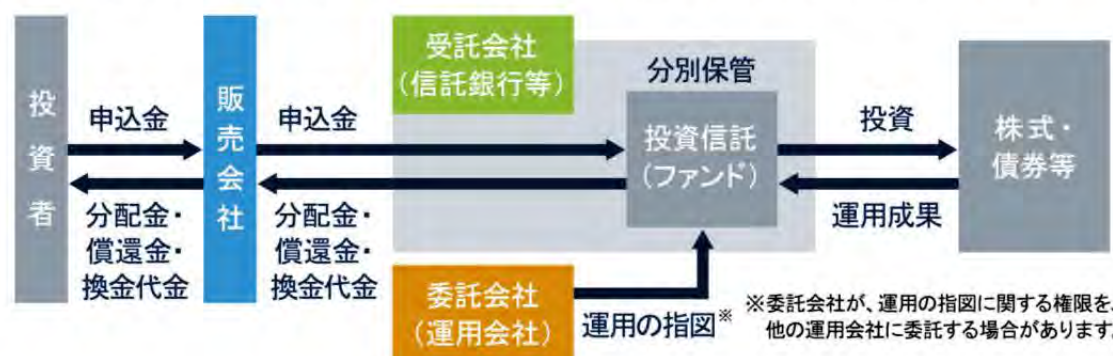 投資者
申込金
分配金・
償還金・
換金代金
販売会社
申込金
分配金・
償還金・
換金代金
受託会社
(信託銀行等)
分別保管
投資信託
(ファンド)
委託会社
(運用会社)
運用の指図※
投資
運用成果
株式・
債券等
※委託会社が、運用の指図に関する権限を、
他の運用会社に委託する場合があります